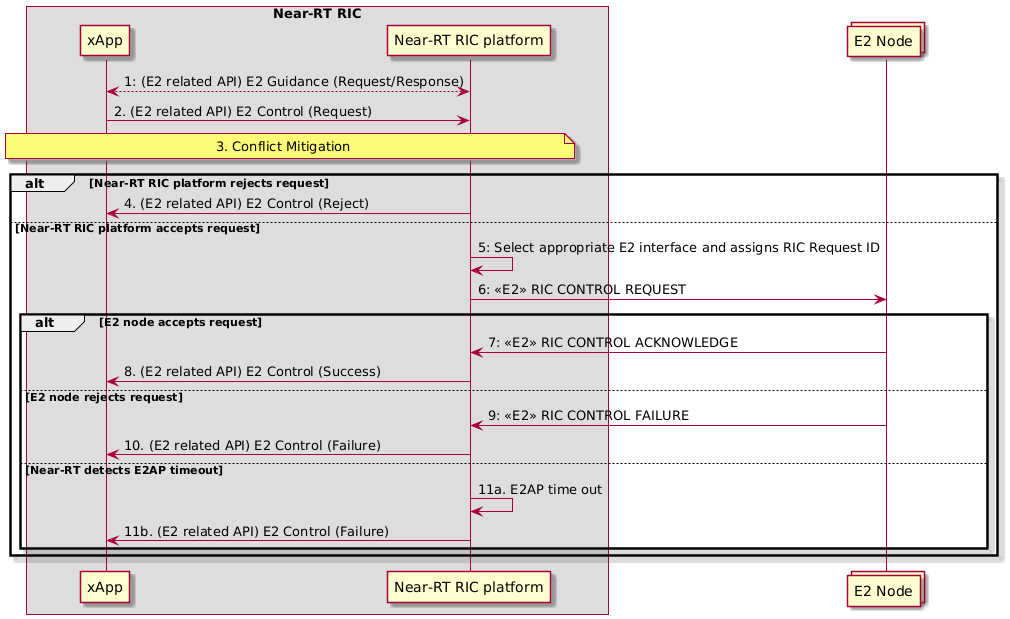 Near-RT RIC
xApp
Near-RT RIC platform
E2 Node
1: (E2 related API) E2 Guidance (Request/Response)
2. (E2 related API) E2 Control (Request)
3. Conflict Mitigation
alt [Near-RT RIC platform rejects request]
4. (E2 related API) E2 Control (Reject)
[Near-RT RIC platform accepts request]
5: Select appropriate E2 interface and assigns RIC Request ID
6: «E2» RIC CONTROL REQUEST
alt [E2 node accepts request]
7: «E2» RIC CONTROL ACKNOWLEDGE
8. (E2 related API) E2 Control (Success)
[E2 node rejects request]
9: «E2» RIC CONTROL FAILURE
10. (E2 related API) E2 Control (Failure)
[Near-RT detects E2AP timeout]
11a. E2AP time out
11b. (E2 related API) E2 Control (Failure)
xApp
Near-RT RIC platform
E2 Node